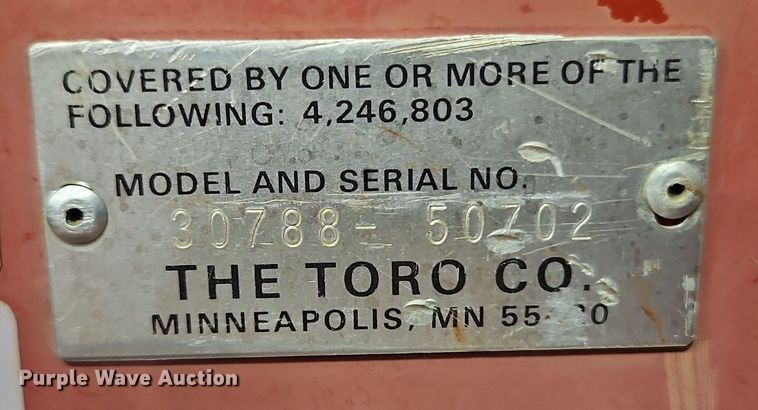 COVERED BY ONE OR MORE OF THE
FOLLOWING: 4,246,803
MODEL AND SERIAL NO.
30788- 50702
THE TORO CO.
MINNEAPOLIS, MN
Purple Wave Auction